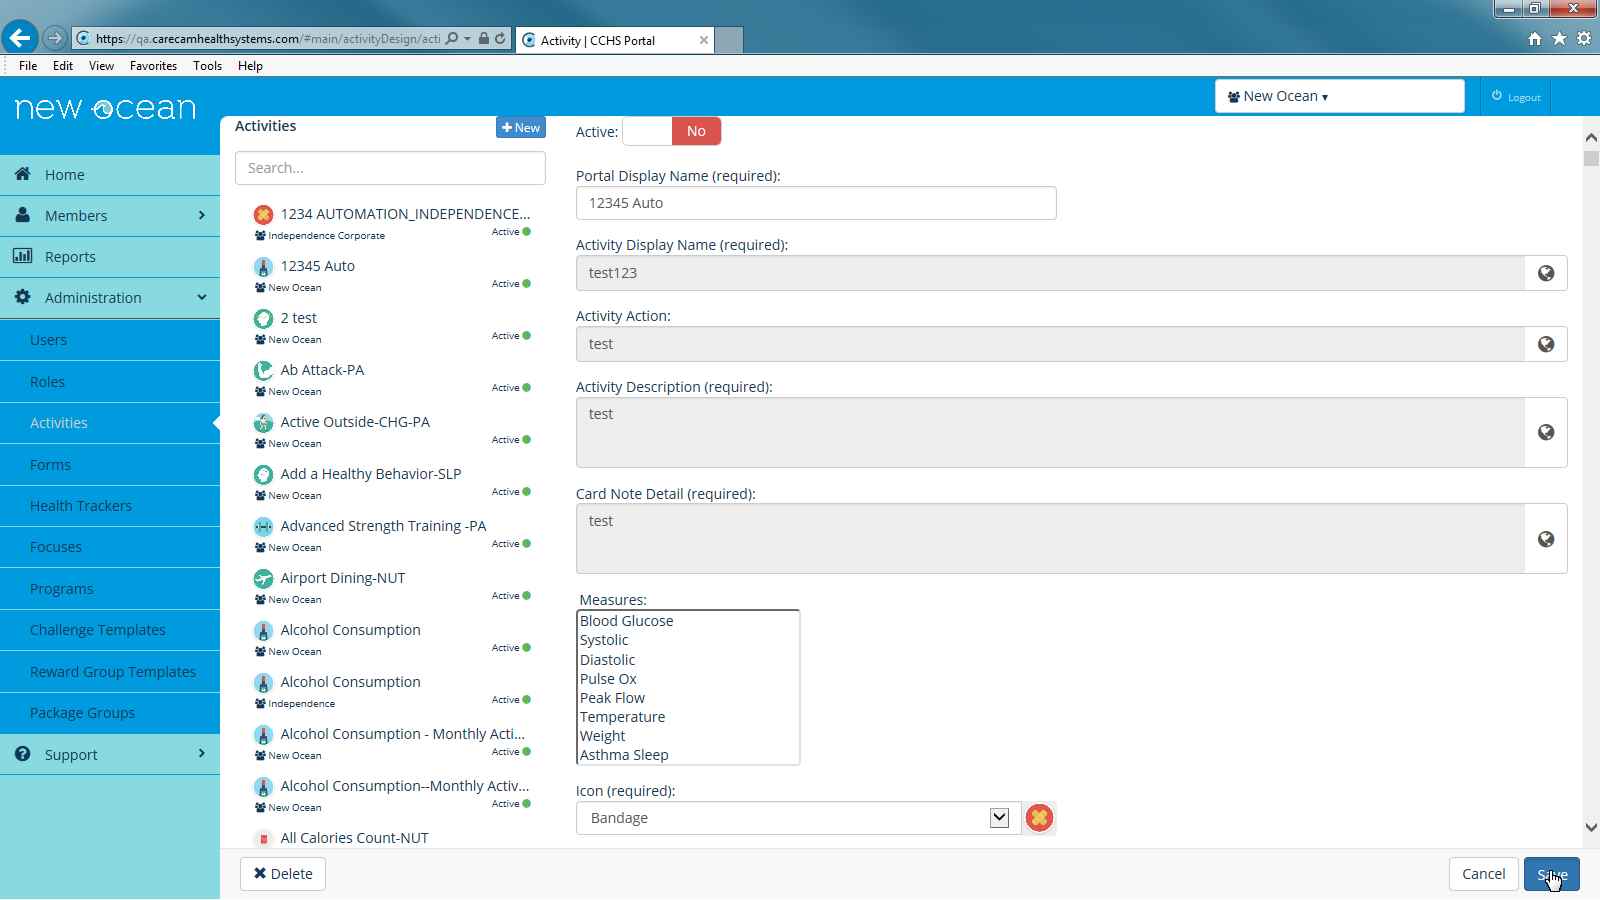 https://qa.carecamhealthsystems.com/#main/activityDesign/acti
Activity | CCHS Portal
File Edit View Favorites Tools Help
new ocean
New Ocean
Logout
Home
Members
Reports
Administration
Users
Roles
Activities
Forms
Health Trackers
Focuses
Programs
Challenge Templates
Reward Group Templates
Package Groups
Support
Activities
+ New
Search...
1234 AUTOMATION_INDEPENDENCE...
Independence Corporate Active
12345 Auto
New Ocean Active
2 test
New Ocean Active
Ab Attack-PA
New Ocean Active
Active Outside-CHG-PA
New Ocean Active
Add a Healthy Behavior-SLP
New Ocean Active
Advanced Strength Training -PA
New Ocean Active
Airport Dining-NUT
New Ocean Active
Alcohol Consumption
New Ocean Active
Alcohol Consumption
Independence Active
Alcohol Consumption - Monthly Acti...
New Ocean Active
Alcohol Consumption--Monthly Activ...
New Ocean Active
All Calories Count-NUT
Active: No
Portal Display Name (required):
12345 Auto
Activity Display Name (required):
test123
Activity Action:
test
Activity Description (required):
test
Card Note Detail (required):
test
Measures:
Blood Glucose
Systolic
Diastolic
Pulse Ox
Peak Flow
Temperature
Weight
Asthma Sleep
Icon (required):
Bandage
Delete
Cancel
Save